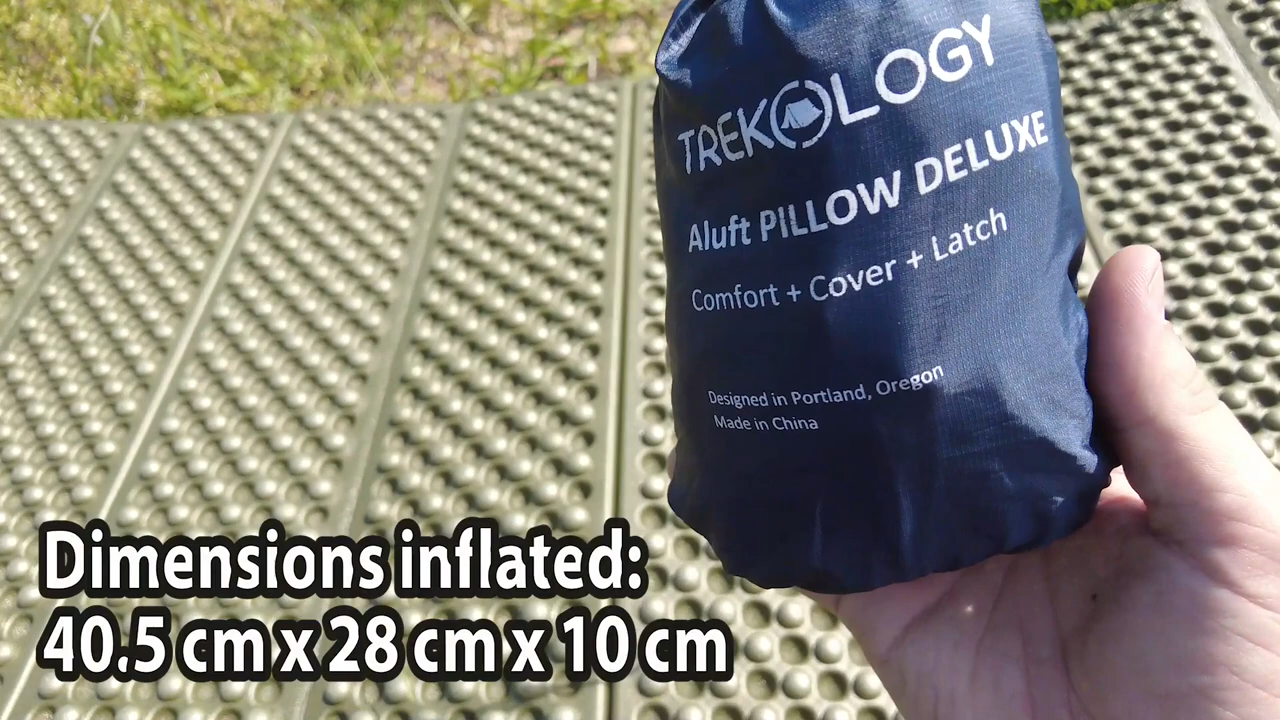 TREKOLOGY
Aluft PILLOW DELUXE
Comfort + Cover + Latch
Designed in Portland, Oregon
Made in China
Dimensions inflated:
40.5 cm x 28 cm x 10 cm